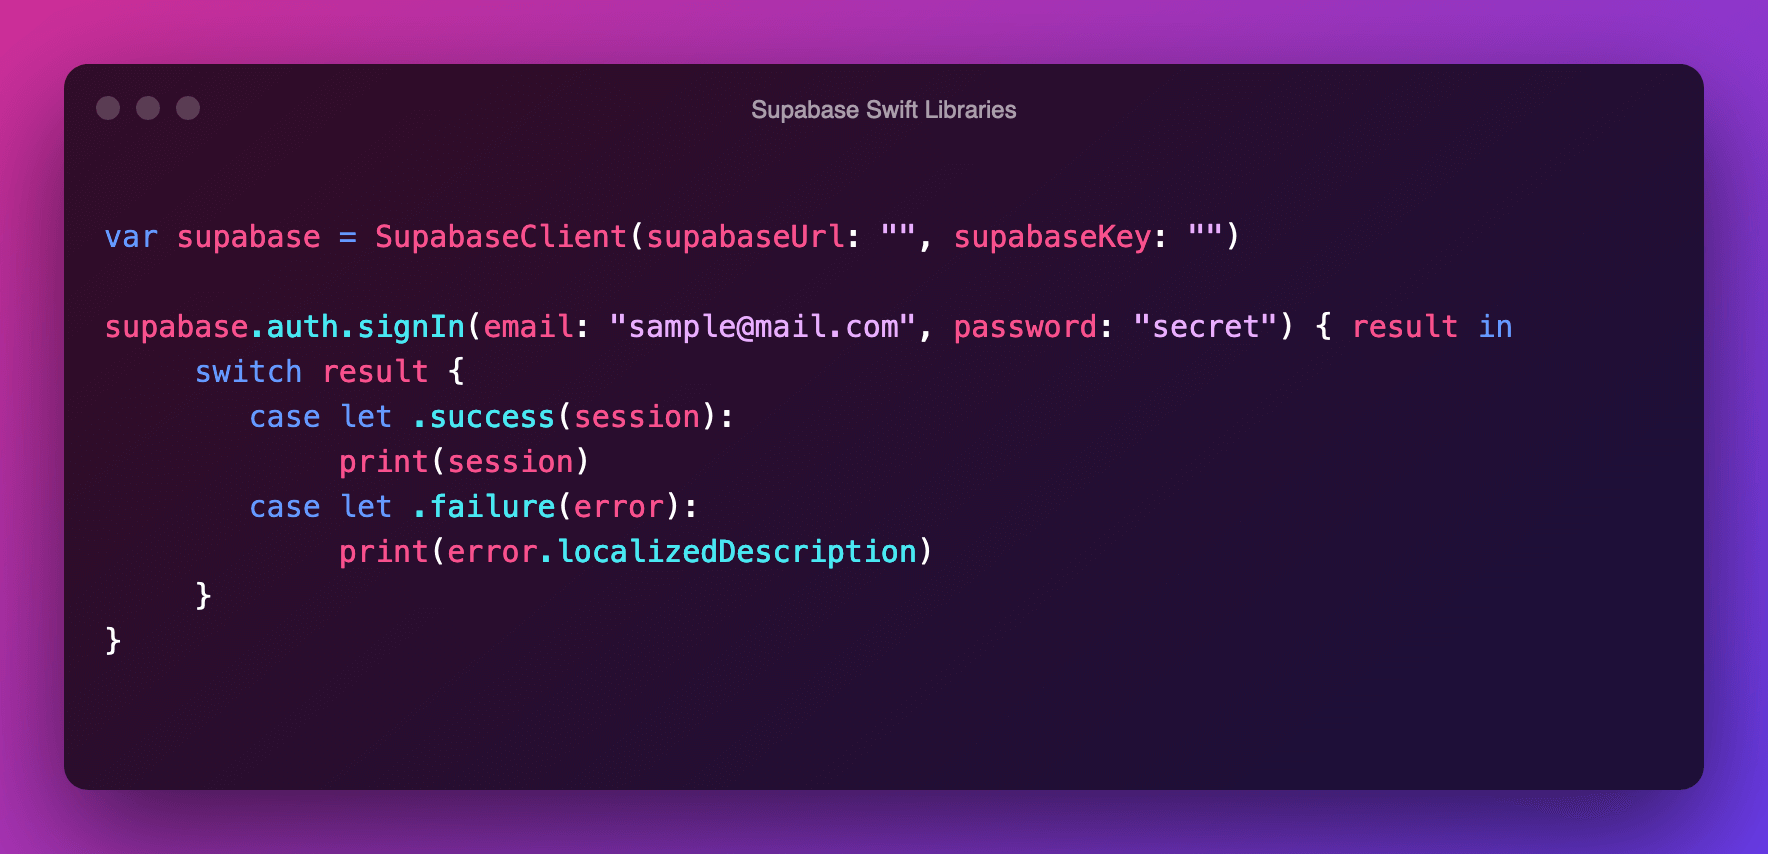 Supabase Swift Libraries
var supabase = SupabaseClient(supabaseUrl: "", supabaseKey: "")
supabase.auth.signIn(email: "sample@mail.com", password: "secret") { result in
switch result {
case let .success(session):
print(session)
case let .failure(error):
print(error.localizedDescription)
}
}